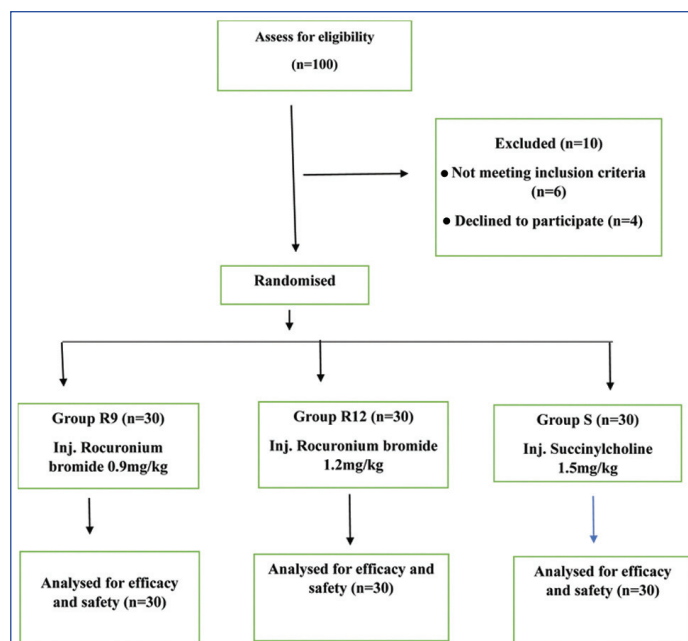 Assess for eligibility
(n=100)
Excluded (n=10)
● Not meeting inclusion criteria
(n=6)
● Declined to participate (n=4)
Randomised
Group R9 (n=30)
Inj. Rocuronium
bromide 0.9mg/kg
Group R12 (n=30)
Inj. Rocuronium bromide
1.2mg/kg
Group S (n=30)
Inj. Succinylcholine
1.5mg/kg
Analysed for efficacy
and safety (n=30)
Analysed for efficacy and
safety (n=30)
Analysed for efficacy
and safety (n=30)